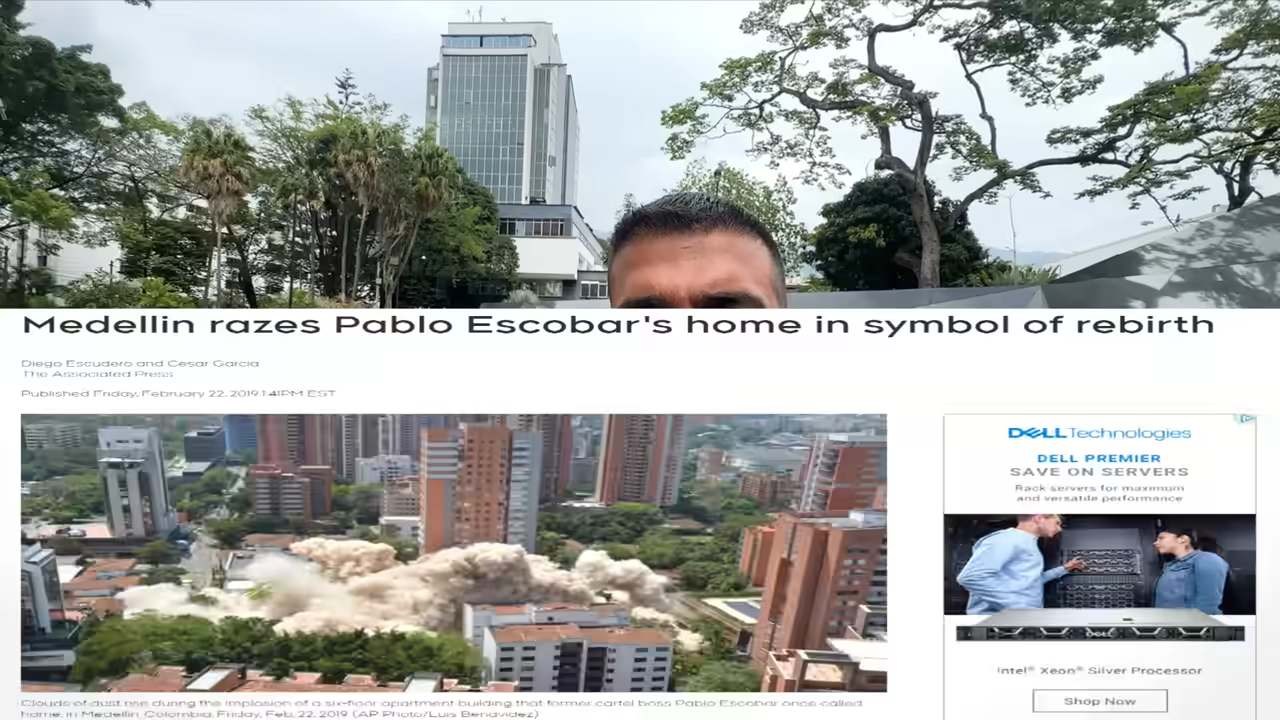 Medellin razes Pablo Escobar's home in symbol of rebirth
Diego Escudero and Cesar Garcia
The Associated Press
Published Friday, February 22, 2019 1:41PM EST
DELL Technologies
DELL PREMIER
SAVE ON SERVERS
Rack servers for maximum
and versatile performance
DELL
Intel® Xeon® Silver Processor
Shop Now
Clouds of dust rise during the implosion of a six-floor apartment building that former cartel boss Pablo Escobar once called
home, in Medellin, Colombia, Friday, Feb. 22, 2019 (AP Photo/Luis Benavidez)